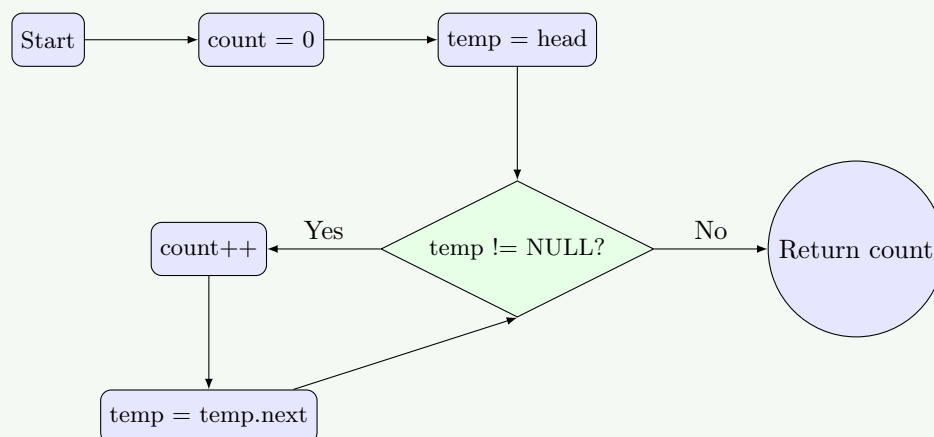 Start
count = 0
temp = head
Yes
No
count++
temp != NULL?
Return count
temp = temp.next